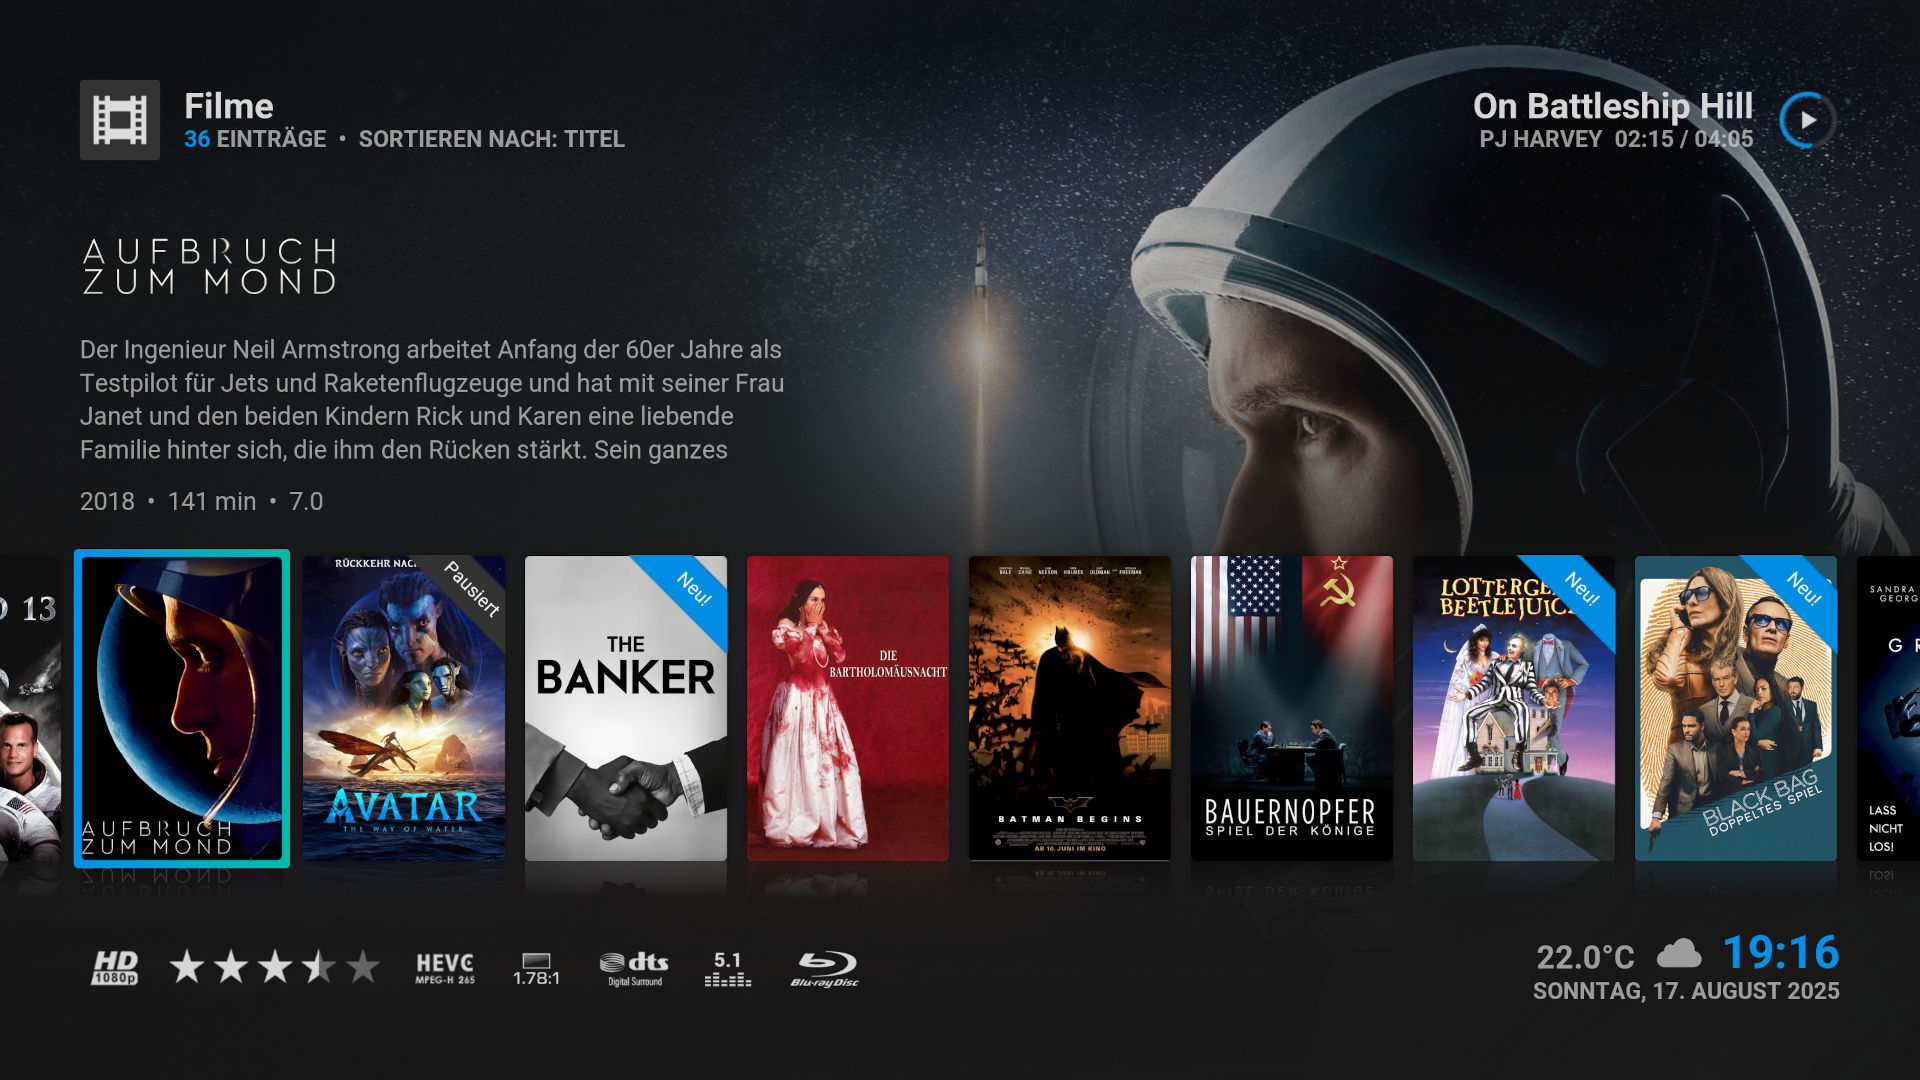 Filme
36 EINTRÄGE • SORTIEREN NACH: TITEL
On Battleship Hill
PJ HARVEY 02:15 / 04:05
AUFBRUCH
ZUM MOND
Der Ingenieur Neil Armstrong arbeitet Anfang der 60er Jahre als
Testpilot für Jets und Raketenflugzeuge und hat mit seiner Frau
Janet und den beiden Kindern Rick und Karen eine liebende
Familie hinter sich, die ihm den Rücken stärkt. Sein ganzes
2018 • 141 min • 7.0
13
AUFBRUCH
ZUM MOND
RÜCKKEHR NAC
Pausiert
AVATAR
THE WAY OF WATER
Neu!
THE
BANKER
DIE
BARTHOLOMÄUSNACHT
BATMAN BEGINS
AB 16. JUNI IM KINO
BAUERNOPFER
SPIEL DER KÖNIGE
Neu!
LOTTERGE
BEETLEJUIC
Neu!
BLACK BAG
DOPPELTES SPIEL
SANDRA
GEORG
G R
LASS
NICHT
LOS!
HD
1080p
HEVC
MPEG-H 265
1.78:1
dts
Digital Surround
5.1
Blu-ray Disc
22.0°C 19:16
SONNTAG, 17. AUGUST 2025